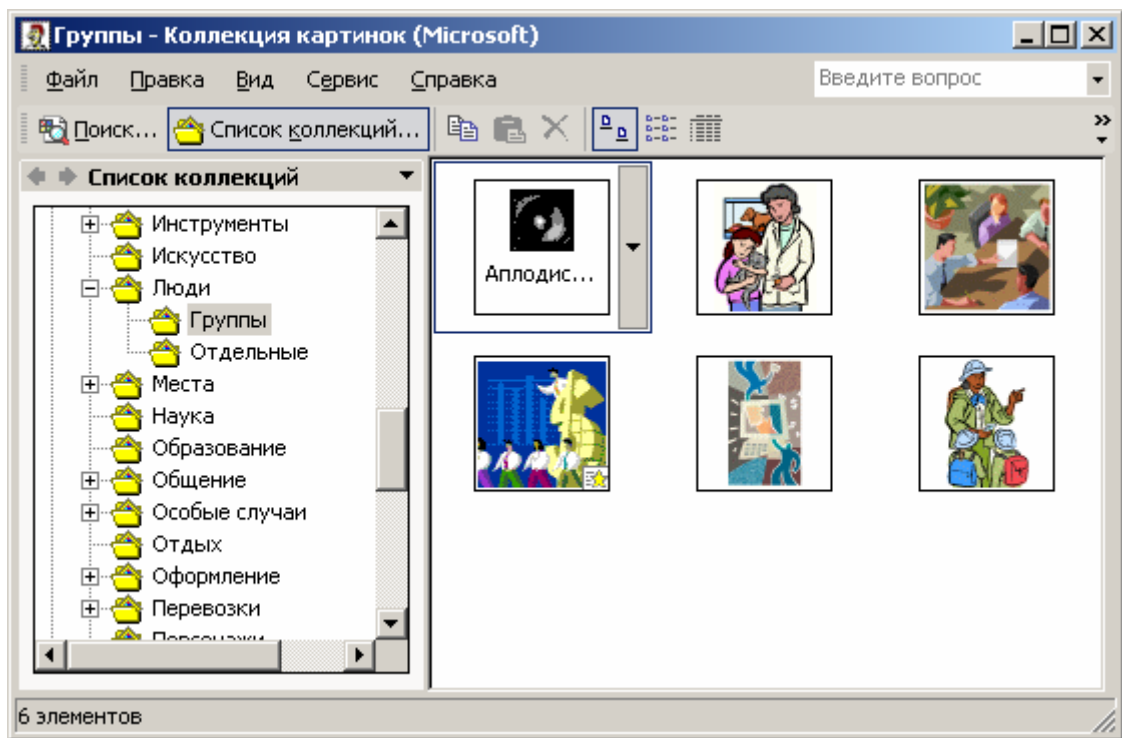 Группы - Коллекция картинок (Microsoft)
Файл Правка Вид Сервис Справка Введите вопрос
Поиск... Список коллекций...
Список коллекций
Инструменты
Искусство
Люди
Группы
Отдельные
Места
Наука
Образование
Общение
Особые случаи
Отдых
Оформление
Перевозки
Персонажи
Аплодис...
6 элементов